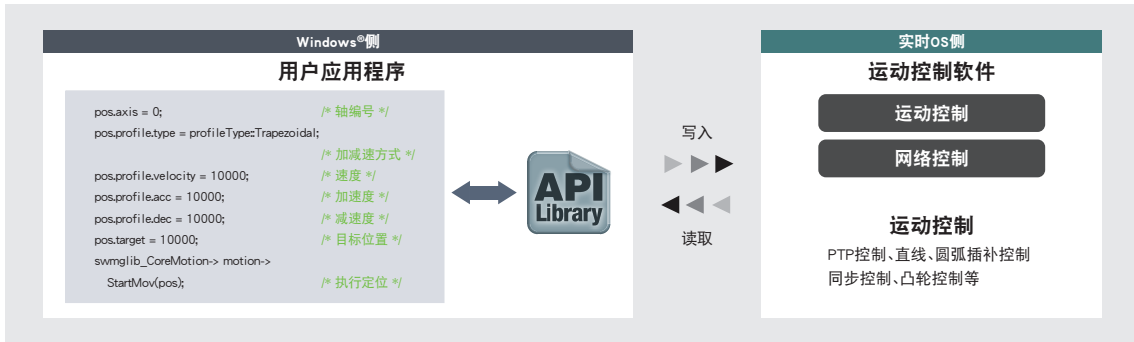 Windows®侧
用户应用程序
pos.axis = 0; /* 轴编号 */
pos.profile.type = profileType::Trapezoidal;
/* 加减速方式 */
pos.profile.velocity = 10000; /* 速度 */
pos.profile.acc = 10000; /* 加速度 */
pos.profile.dec = 10000; /* 减速度 */
pos.target = 10000; /* 目标位置 */
swmglib_CoreMotion-> motion->
StartMov(pos); /* 执行定位 */
API
Library
写入
读取
实时OS侧
运动控制软件
运动控制
网络控制
运动控制
PTP控制、直线、圆弧插补控制
同步控制、凸轮控制等